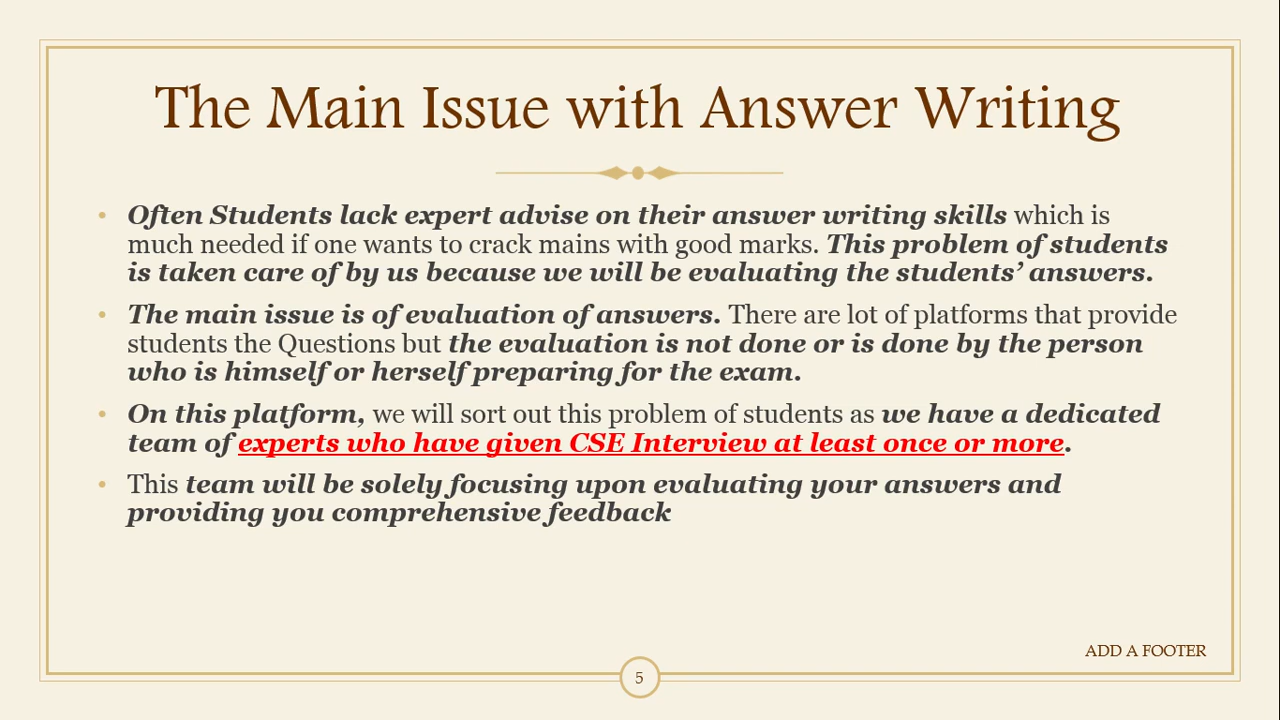 The Main Issue with Answer Writing
• Often Students lack expert advise on their answer writing skills which is
much needed if one wants to crack mains with good marks. This problem of students
is taken care of by us because we will be evaluating the students’ answers.
• The main issue is of evaluation of answers. There are lot of platforms that provide
students the Questions but the evaluation is not done or is done by the person
who is himself or herself preparing for the exam.
• On this platform, we will sort out this problem of students as we have a dedicated
team of experts who have given CSE Interview at least once or more.
• This team will be solely focusing upon evaluating your answers and
providing you comprehensive feedback
ADD A FOOTER
5